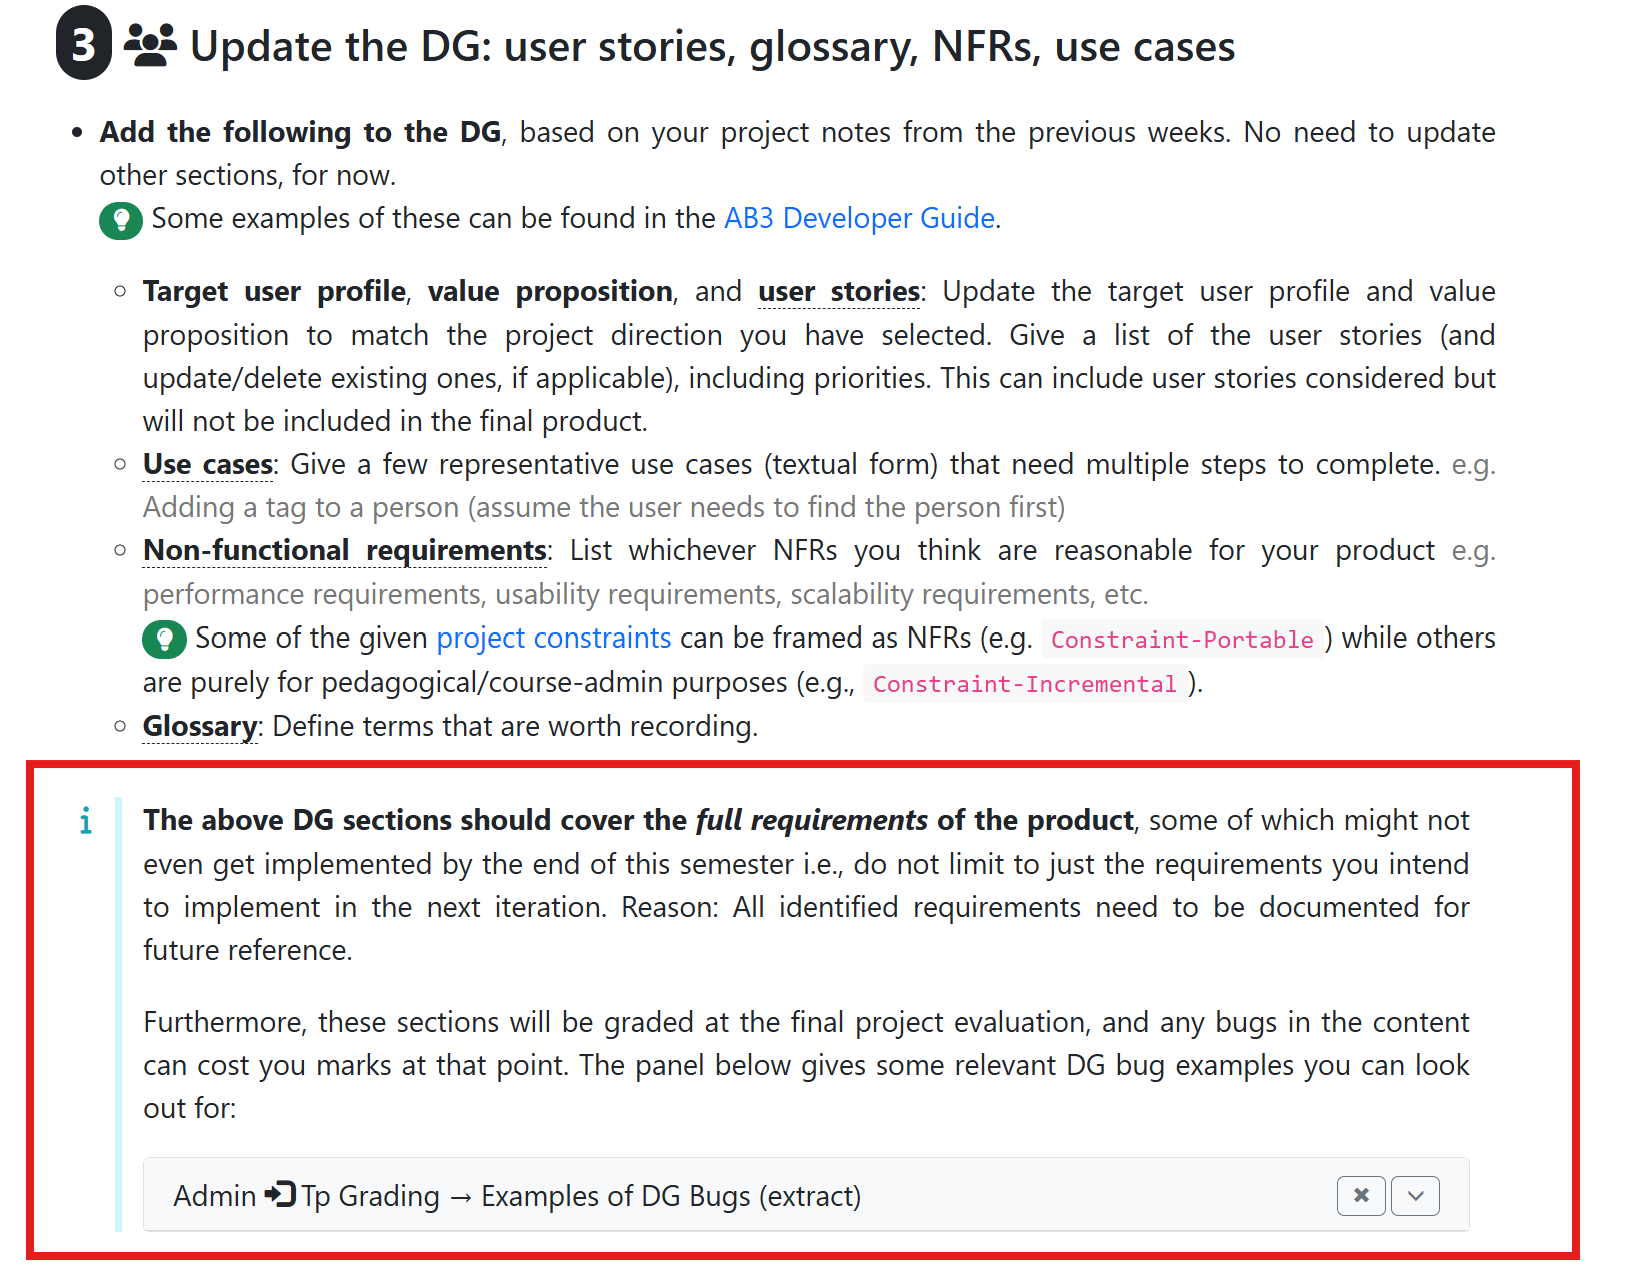 3 Update the DG: user stories, glossary, NFRs, use cases
Add the following to the DG, based on your project notes from the previous weeks. No need to update
other sections, for now.
Some examples of these can be found in the AB3 Developer Guide.
Target user profile, value proposition, and user stories: Update the target user profile and value
proposition to match the project direction you have selected. Give a list of the user stories (and
update/delete existing ones, if applicable), including priorities. This can include user stories considered but
will not be included in the final product.
Use cases: Give a few representative use cases (textual form) that need multiple steps to complete. e.g.
Adding a tag to a person (assume the user needs to find the person first)
Non-functional requirements: List whichever NFRs you think are reasonable for your product e.g.
performance requirements, usability requirements, scalability requirements, etc.
Some of the given project constraints can be framed as NFRs (e.g. Constraint-Portable) while others
are purely for pedagogical/course-admin purposes (e.g., Constraint-Incremental).
Glossary: Define terms that are worth recording.
The above DG sections should cover the full requirements of the product, some of which might not
even get implemented by the end of this semester i.e., do not limit to just the requirements you intend
to implement in the next iteration. Reason: All identified requirements need to be documented for
future reference.
Furthermore, these sections will be graded at the final project evaluation, and any bugs in the content
can cost you marks at that point. The panel below gives some relevant DG bug examples you can look
out for:
Admin Tp Grading → Examples of DG Bugs (extract)